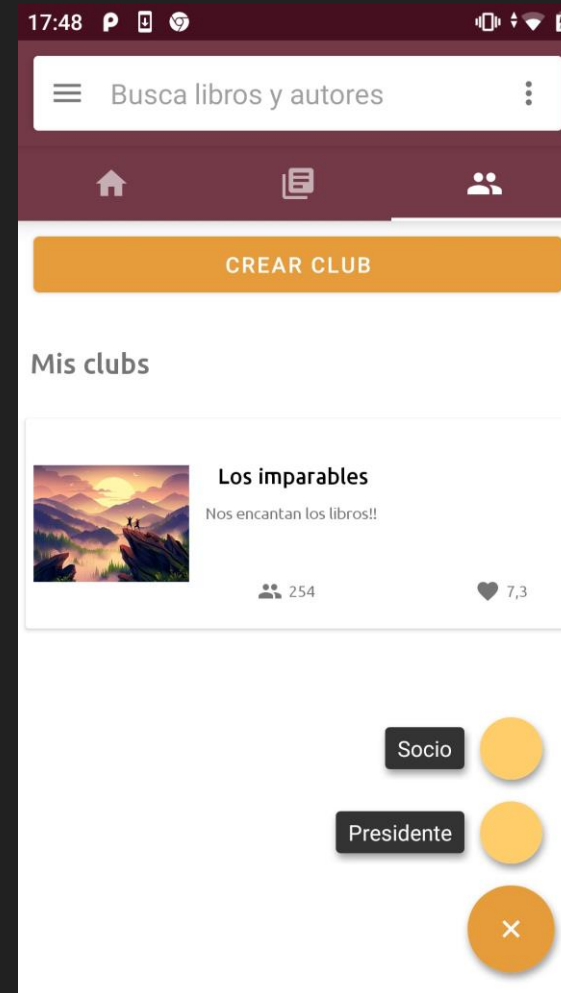 17:48
Busca libros y autores
CREAR CLUB
Mis clubs
Los imparables
Nos encantan los libros!!
254 7,3
Socio
Presidente